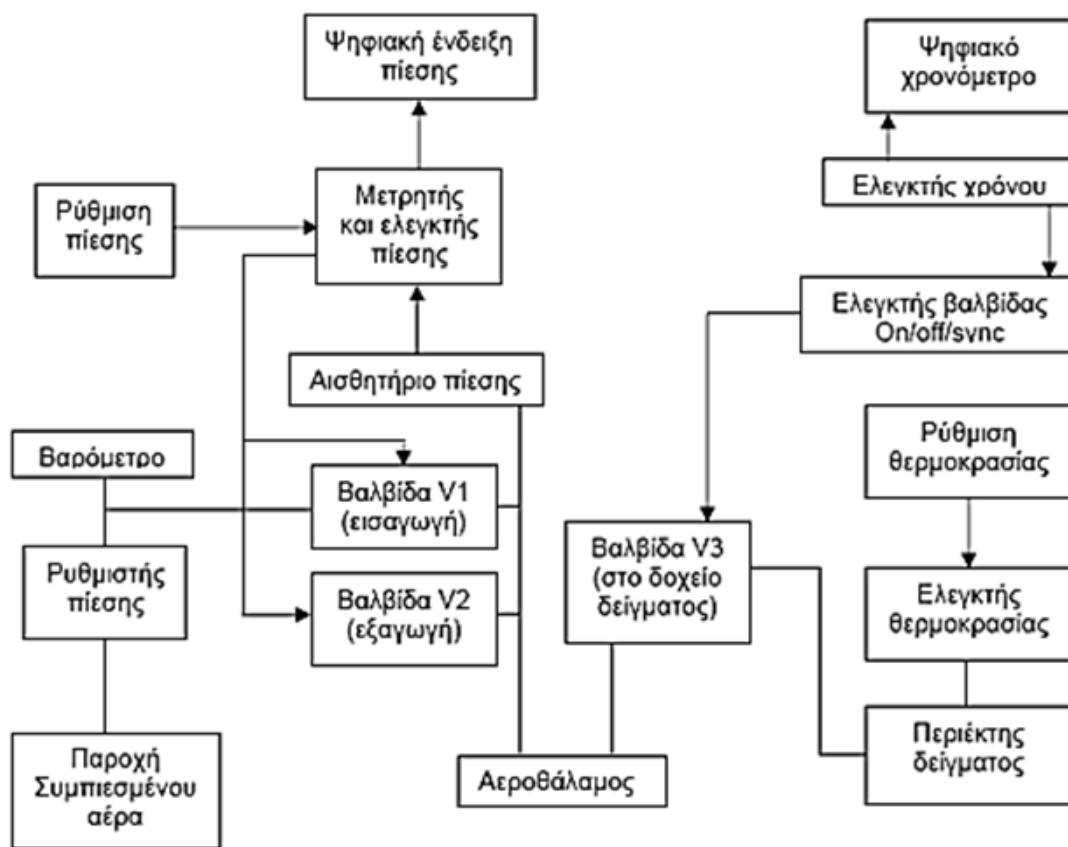 Ψηφιακή ένδειξη
πίεσης
Ψηφιακό
χρονόμετρο
Ρύθμιση
πίεσης
Μετρητής
και ελεγκτής
πίεσης
Ελεγκτής χρόνου
Ελεγκτής βαλβίδας
On/off/sync
Αισθητήριο πίεσης
Ρύθμιση
θερμοκρασίας
Βαρόμετρο
Βαλβίδα V1
(εισαγωγή)
Ρυθμιστής
πίεσης
Βαλβίδα V2
(εξαγωγή)
Βαλβίδα V3
(στο δοχείο
δείγματος)
Ελεγκτής
θερμοκρασίας
Παροχή
Συμπιεσμένου
αέρα
Αεροθάλαμος
Περιέκτης
δείγματος